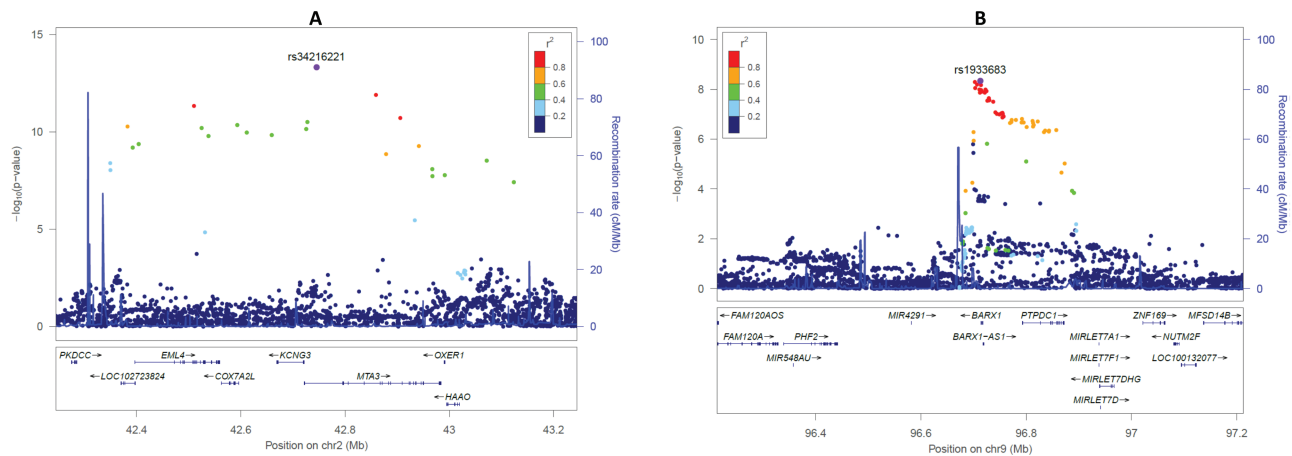 A
rs34216221
r²
0.8
0.6
0.4
0.2
15
10
5
0
100
80
60
40
20
0
−log₁₀(p-value)
Recombination rate (cM/Mb)
PKDCC→
EML4→
←KCNG3
←OXER1
←LOC102723824
←COX7A2L
MTA3→
←HAAO
42.4
42.6
42.8
43
43.2
Position on chr2 (Mb)
B
rs1933683
r²
0.8
0.6
0.4
0.2
10
8
6
4
2
0
100
80
60
40
20
0
−log₁₀(p-value)
Recombination rate (cM/Mb)
←FAM120AOS
MIR4291→
←BARX1
PTPDC1→
MIRLET7A1→
ZNF169→
MFSD14B→
FAM120A→
PHF2→
BARX1−AS1→
MIRLET7F1→
←NUTM2F
MIR548AU→
LOC100132077→
←MIRLET7DHG
MIRLET7D→
96.4
96.6
96.8
97
97.2
Position on chr9 (Mb)